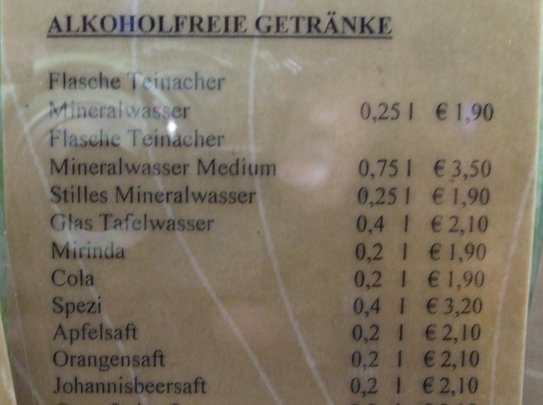 ALKOHOLFREIE GETRÄNKE
Flasche Teinacher
Mineralwasser 0,25 l € 1,90
Flasche Teinacher
Mineralwasser Medium 0,75 l € 3,50
Stilles Mineralwasser 0,25 l € 1,90
Glas Tafelwasser 0,4 l € 2,10
Mirinda 0,2 l € 1,90
Cola 0,2 l € 1,90
Spezi 0,4 l € 3,20
Apfelsaft 0,2 l € 2,10
Orangensaft 0,2 l € 2,10
Johannisbeersaft 0,2 l € 2,10